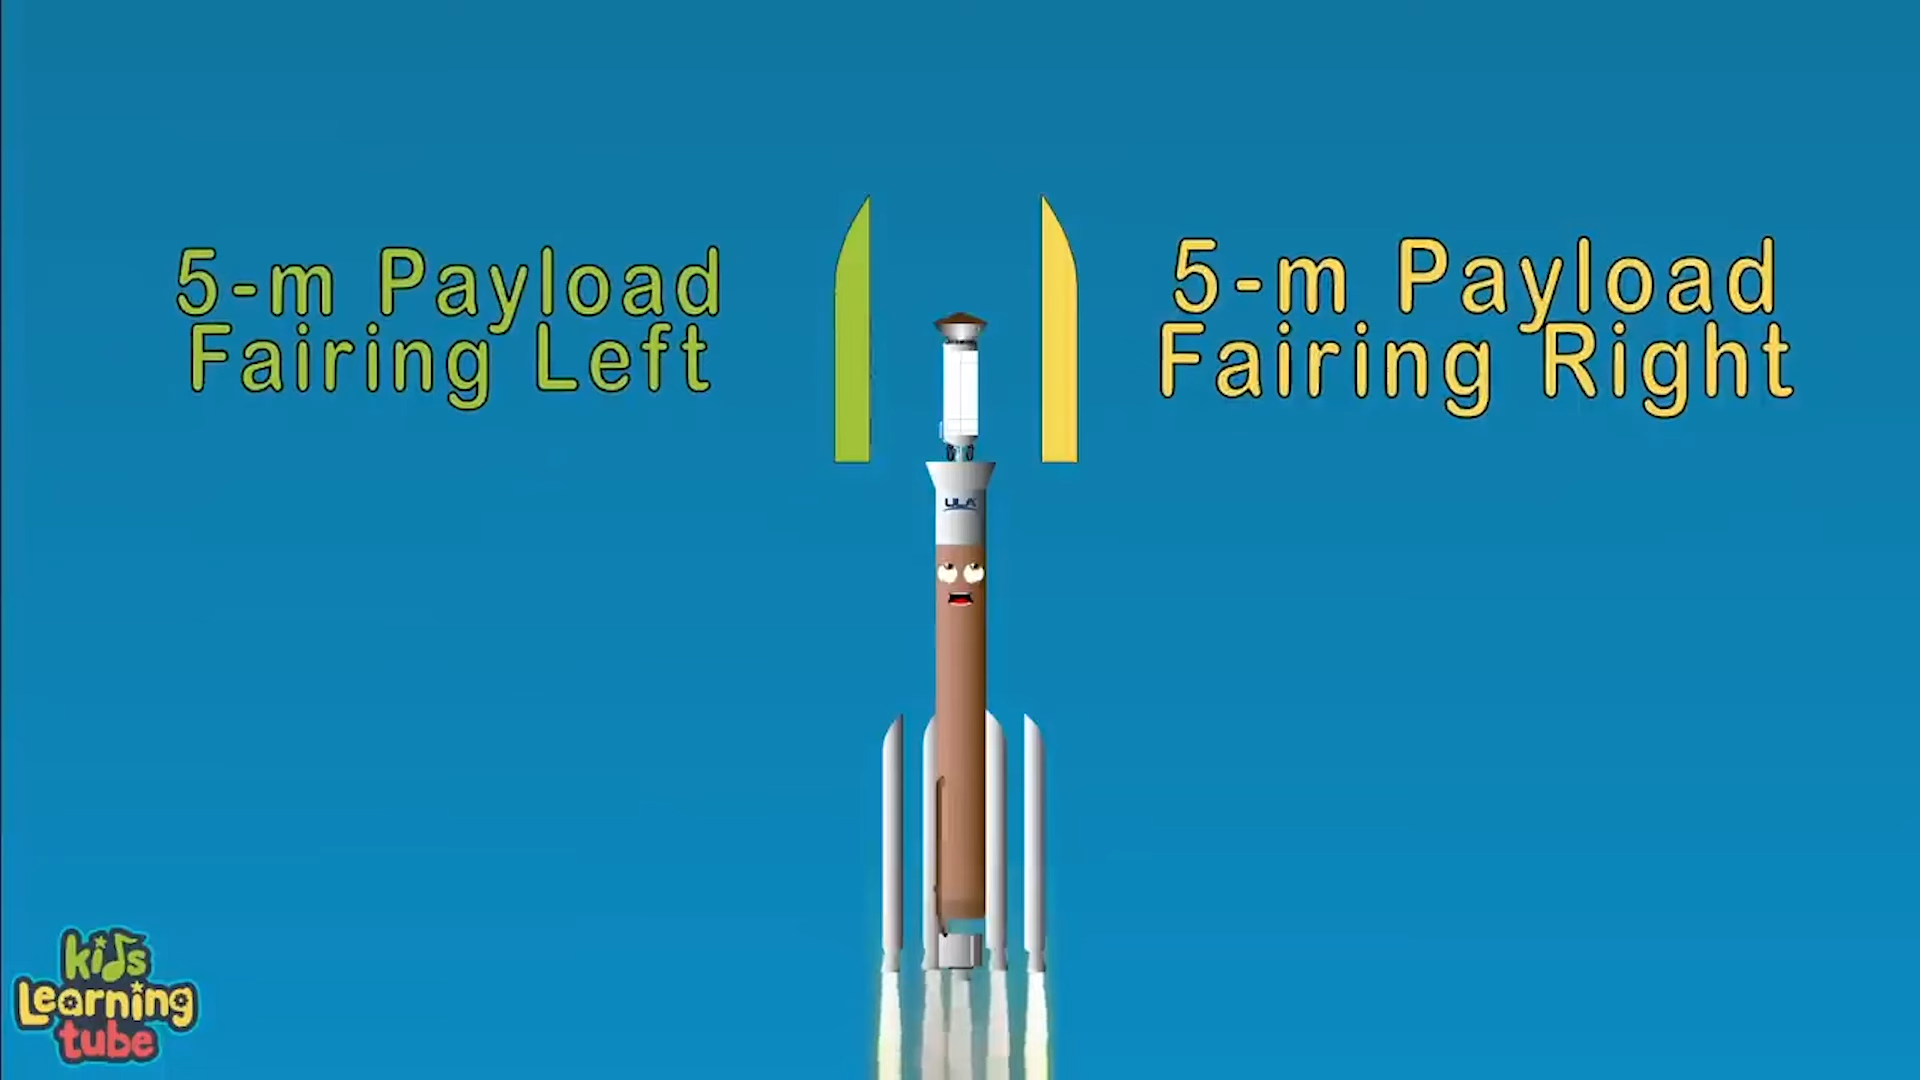 5-m Payload
Fairing Left
5-m Payload
Fairing Right
ULA
kids
Learning
tube